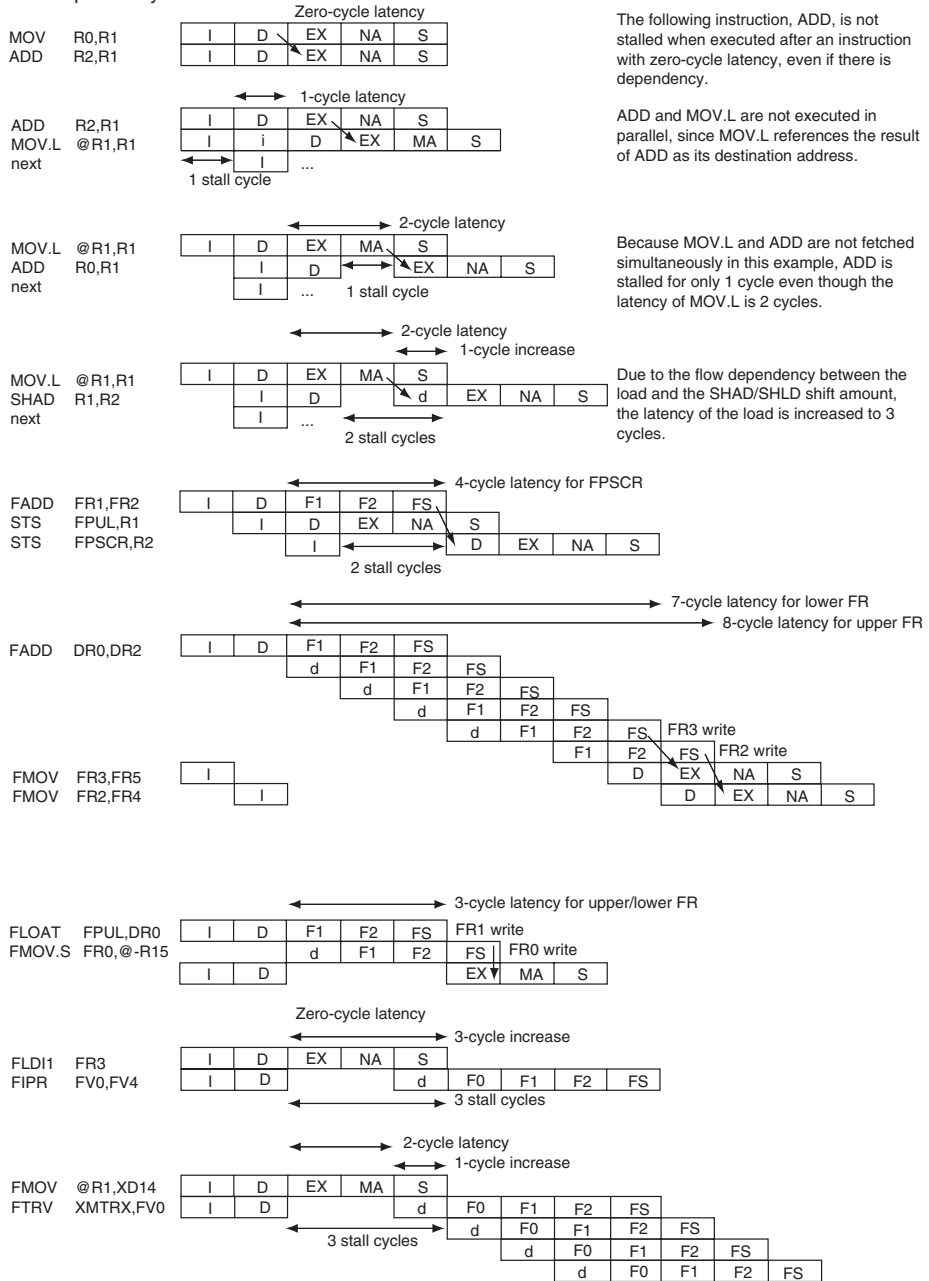 Zero-cycle latency
MOV R0,R1 I D EX NA S
ADD R2,R1 I D EX NA S
The following instruction, ADD, is not
stalled when executed after an instruction
with zero-cycle latency, even if there is
dependency.
1-cycle latency
ADD R2,R1 I D EX NA S
MOV.L @R1,R1 I i D EX MA S
next I ...
1 stall cycle
ADD and MOV.L are not executed in
parallel, since MOV.L references the result
of ADD as its destination address.
2-cycle latency
MOV.L @R1,R1 I D EX MA S
ADD R0,R1 I D EX NA S
next I ... 1 stall cycle
Because MOV.L and ADD are not fetched
simultaneously in this example, ADD is
stalled for only 1 cycle even though the
latency of MOV.L is 2 cycles.
2-cycle latency
1-cycle increase
MOV.L @R1,R1 I D EX MA S
SHAD R1,R2 I D d EX NA S
next I ...
2 stall cycles
Due to the flow dependency between the
load and the SHAD/SHLD shift amount,
the latency of the load is increased to 3
cycles.
4-cycle latency for FPSCR
FADD FR1,FR2 I D F1 F2 FS
STS FPUL,R1 I D EX NA S
STS FPSCR,R2 I D EX NA S
2 stall cycles
7-cycle latency for lower FR
8-cycle latency for upper FR
FADD DR0,DR2 I D F1 F2 FS
d F1 F2 FS
d F1 F2 FS
d F1 F2 FS
d F1 F2 FS FR3 write
F1 F2 FS FR2 write
FMOV FR3,FR5 I D EX NA S
FMOV FR2,FR4 I D EX NA S
3-cycle latency for upper/lower FR
FLOAT FPUL,DR0 I D F1 F2 FS FR1 write
FMOV.S FR0,@-R15 d F1 F2 FS FR0 write
I D EX MA S
Zero-cycle latency
3-cycle increase
FLDI1 FR3 I D EX NA S
FIPR FV0,FV4 I D d F0 F1 F2 FS
3 stall cycles
2-cycle latency
1-cycle increase
FMOV @R1,XD14 I D EX MA S
FTRV XMTRX,FV0 I D d F0 F1 F2 FS
3 stall cycles d F0 F1 F2 FS
d F0 F1 F2 FS
d F0 F1 F2 FS